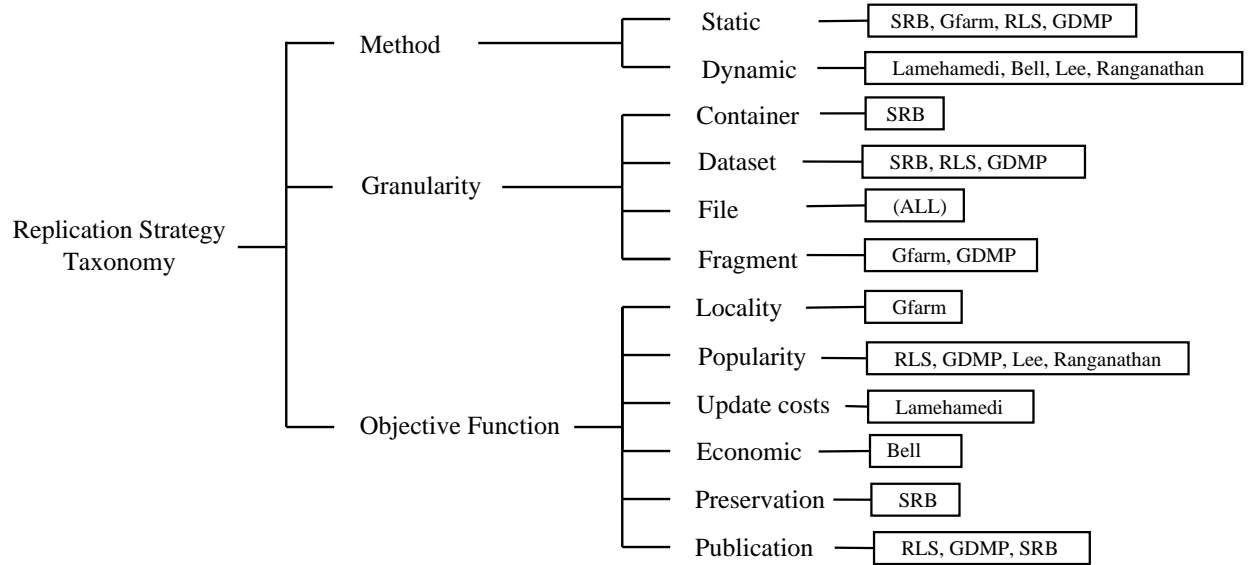 Static
SRB, Gfarm, RLS, GDMP
Method
Dynamic
Lamehamedi, Bell, Lee, Ranganathan
Container
SRB
Dataset
SRB, RLS, GDMP
Granularity
File
(ALL)
Replication Strategy
Taxonomy
Fragment
Gfarm, GDMP
Locality
Gfarm
Popularity
RLS, GDMP, Lee, Ranganathan
Update costs
Lamehamedi
Objective Function
Economic
Bell
Preservation
SRB
Publication
RLS, GDMP, SRB